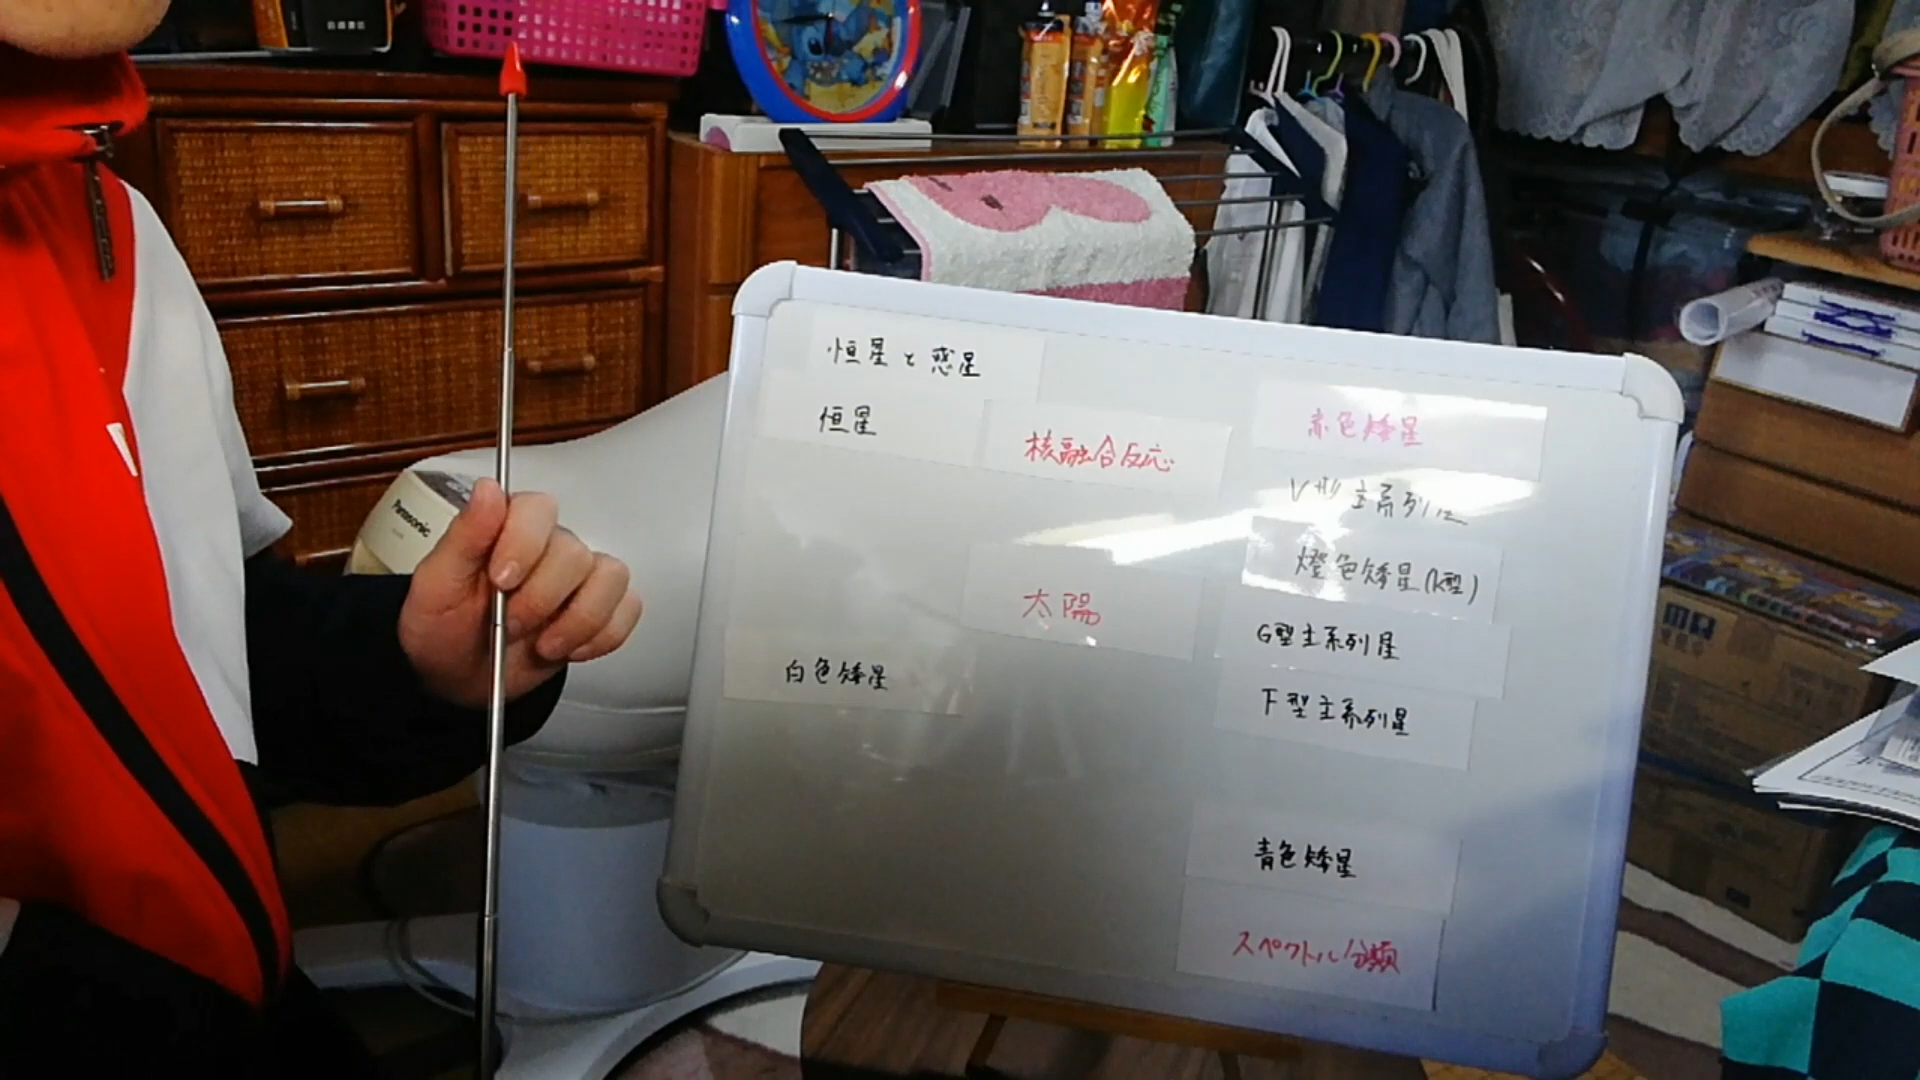 恒星と惑星
恒星
核融合反応
太陽
白色矮星
赤色矮星
V型主系列星
橙色矮星(K型)
G型主系列星
F型主系列星
青色矮星
スペクトル分類
Panasonic